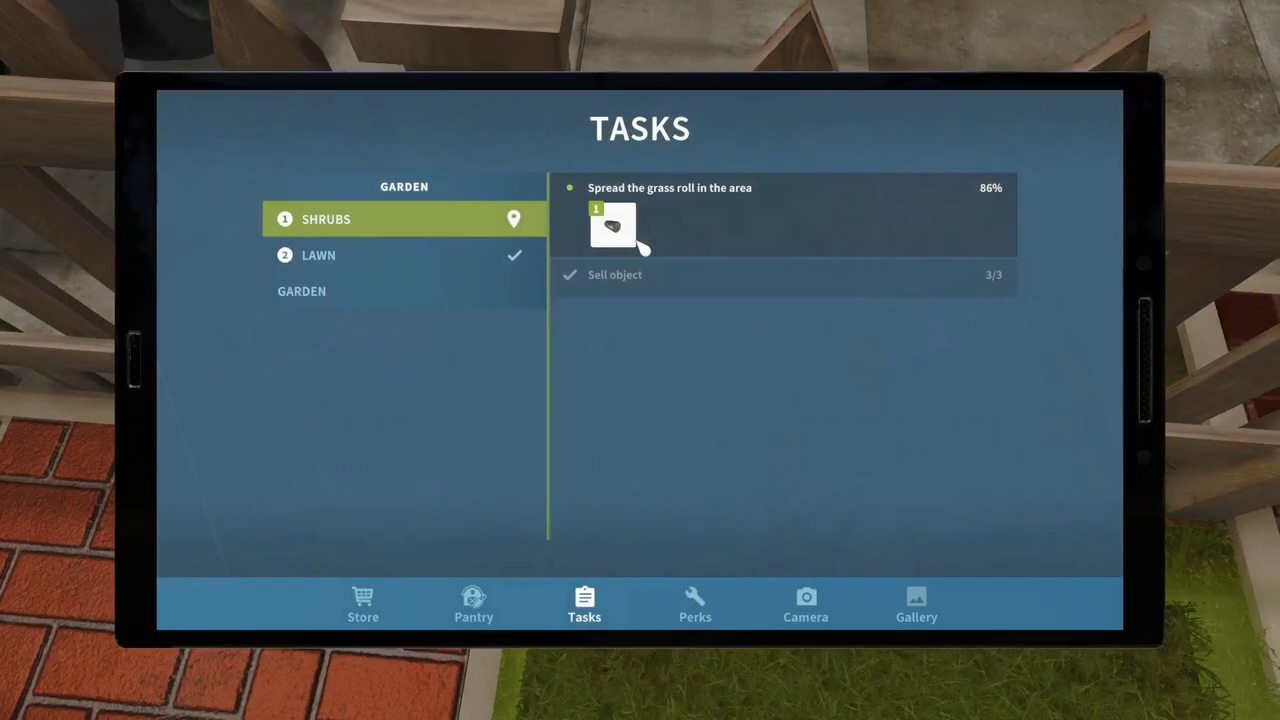 TASKS
GARDEN
1 SHRUBS
2 LAWN
GARDEN
Spread the grass roll in the area 86%
1
Sell object 3/3
Store
Pantry
Tasks
Perks
Camera
Gallery